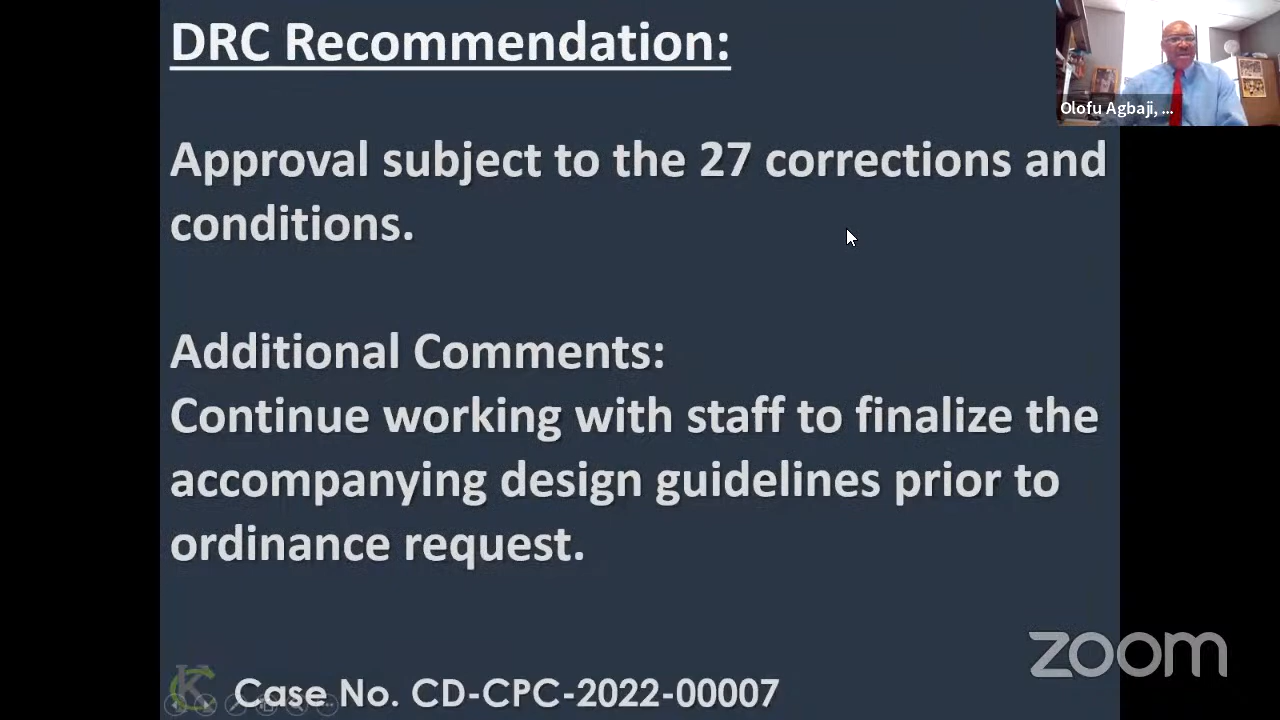 DRC Recommendation:
Olofu Agbaji, ...
Approval subject to the 27 corrections and
conditions.
Additional Comments:
Continue working with staff to finalize the
accompanying design guidelines prior to
ordinance request.
zoom
KC
Case No. CD-CPC-2022-00007